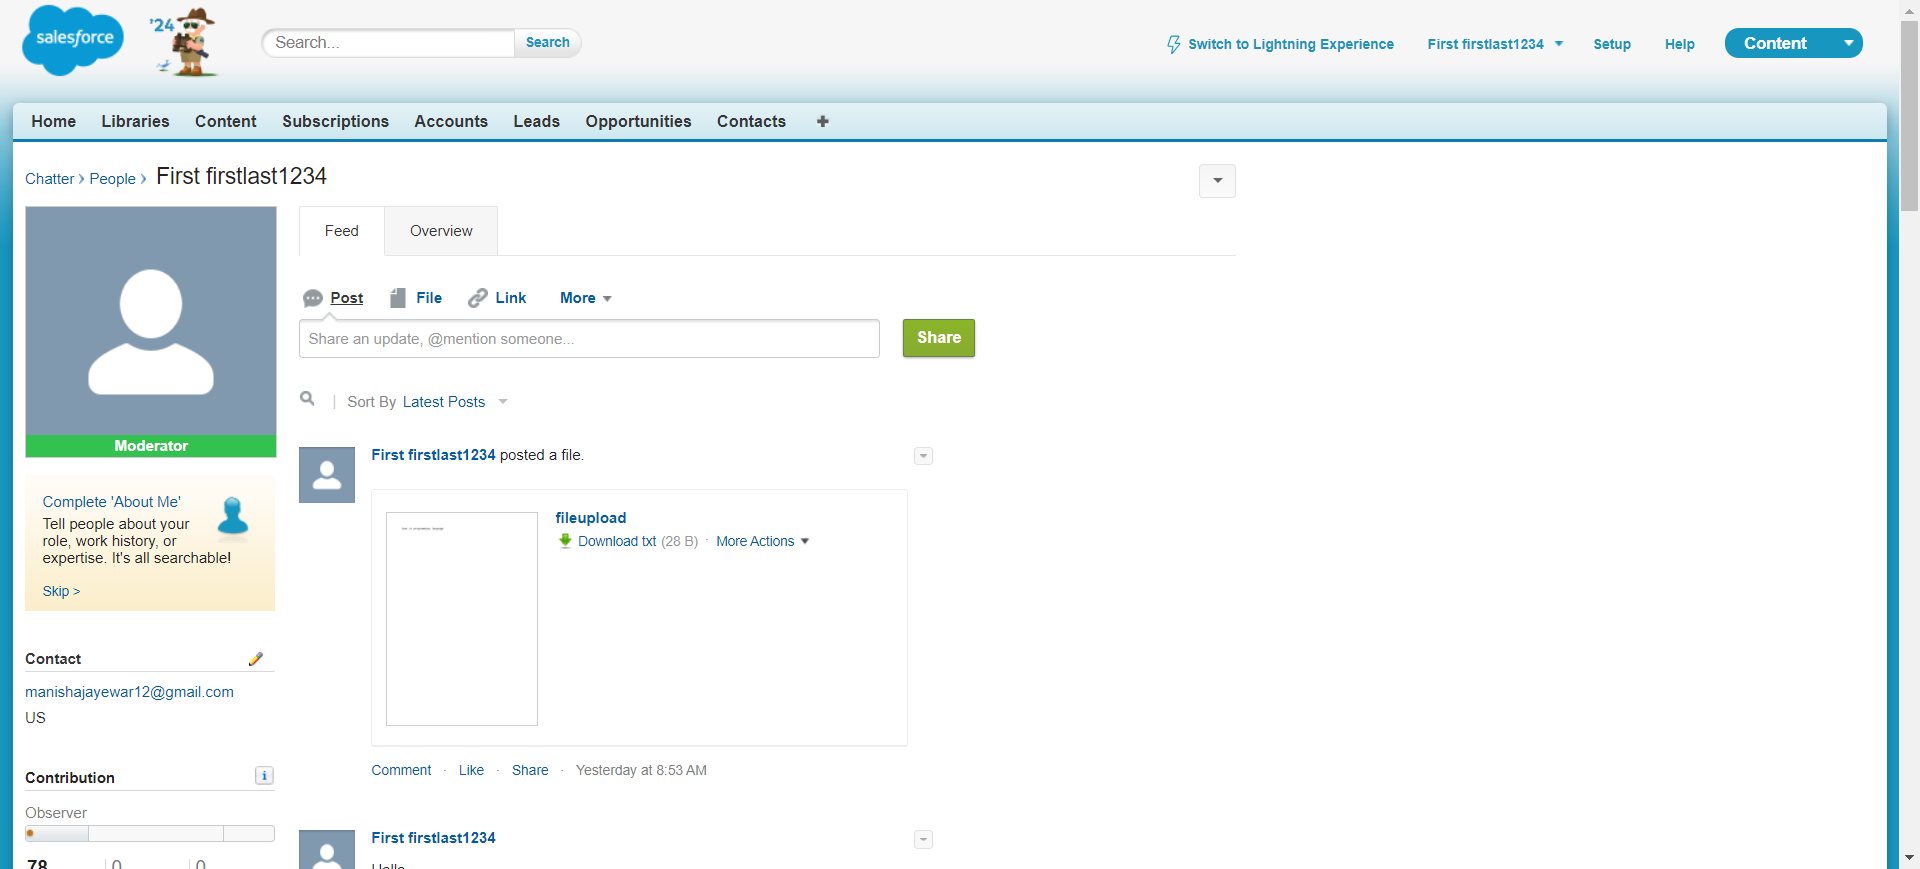 salesforce
'24
Search...
Search
Switch to Lightning Experience
First firstlast1234
Setup
Help
Content
Home
Libraries
Content
Subscriptions
Accounts
Leads
Opportunities
Contacts
Chatter › People › First firstlast1234
Feed
Overview
Post
File
Link
More
Share an update, @mention someone...
Share
Sort By Latest Posts
Moderator
Complete 'About Me'
Tell people about your
role, work history, or
expertise. It's all searchable!
Skip >
Contact
manishajayewar12@gmail.com
US
Contribution
Observer
78
0
0
First firstlast1234 posted a file.
fileupload
Download txt (28 B) · More Actions
Comment · Like · Share · Yesterday at 8:53 AM
First firstlast1234
Hello